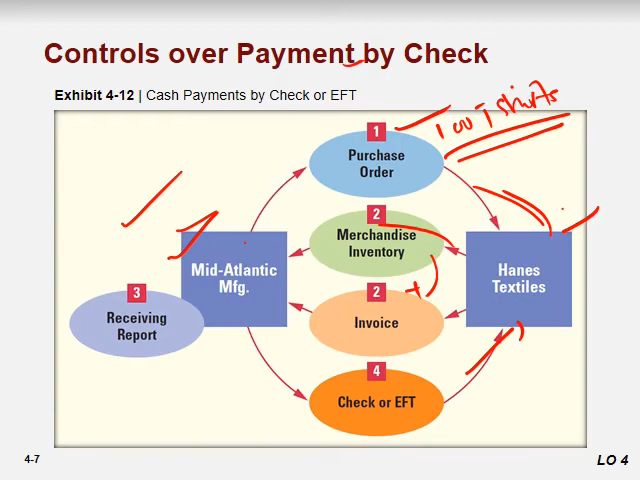 Controls over Payment by Check
Exhibit 4-12 | Cash Payments by Check or EFT
100 T shirts
1
Purchase
Order
2
Merchandise
Inventory
Mid-Atlantic
Mfg.
Hanes
Textiles
3
Receiving
Report
2
Invoice
4
Check or EFT
4-7
LO 4